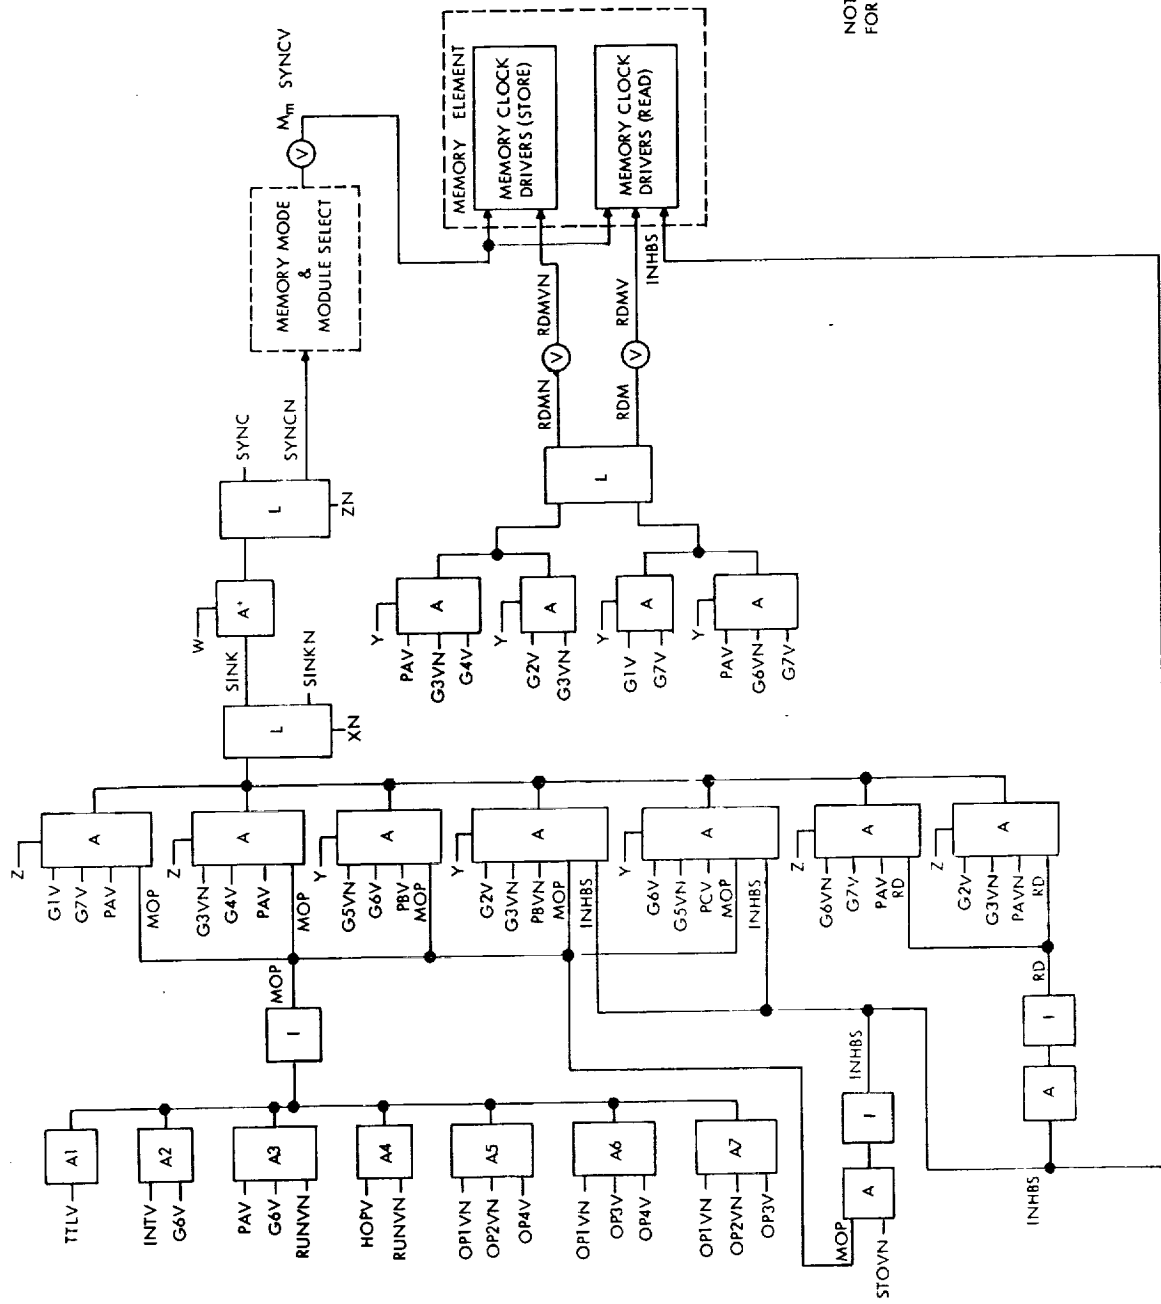 TTLV
A1
INTV
G6V
A2
PAV
G6V
RUNVN
A3
HOPV
RUNVN
A4
OP1VN
OP2VN
OP4V
A5
OP1VN
OP3V
OP4V
A6
OP1VN
OP2VN
OP3V
A7
I
MOP
MOP
STOVN
A
I
INHBS
INHBS
A
I
RD
Z
G1V
G7V
PAV
MOP
A
Z
G3VN
G4V
PAV
MOP
A
Y
G5VN
G6V
PBV
MOP
A
Y
G2V
G3VN
PBVN
MOP
INHBS
A
Y
G6V
G5VN
PCV
MOP
INHBS
A
Z
G6VN
G7V
PAV
RD
A
Z
G2V
G3VN
PAVN
RD
A
L
XN
SINK
SINKN
W
A+
L
ZN
SYNC
SYNCN
MEMORY MODE
&
MODULE SELECT
V
Mm SYNCV
Y
PAV
G3VN
G4V
A
Y
G2V
G3VN
A
Y
G1V
G7V
A
Y
PAV
G6VN
G7V
A
L
RDMN
V
RDMVN
RDM
V
RDMV
INHBS
MEMORY ELEMENT
MEMORY CLOCK
DRIVERS (STORE)
MEMORY CLOCK
DRIVERS (READ)
NOT
FOR